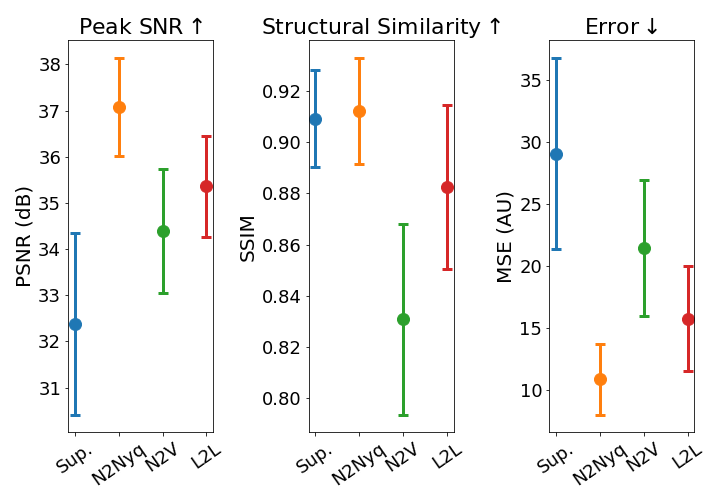 Peak SNR ↑
PSNR (dB)
38
37
36
35
34
33
32
31
Sup.
N2Nyq
N2V
L2L
Structural Similarity ↑
SSIM
0.92
0.90
0.88
0.86
0.84
0.82
0.80
Sup.
N2Nyq
N2V
L2L
Error ↓
MSE (AU)
35
30
25
20
15
10
Sup.
N2Nyq
N2V
L2L